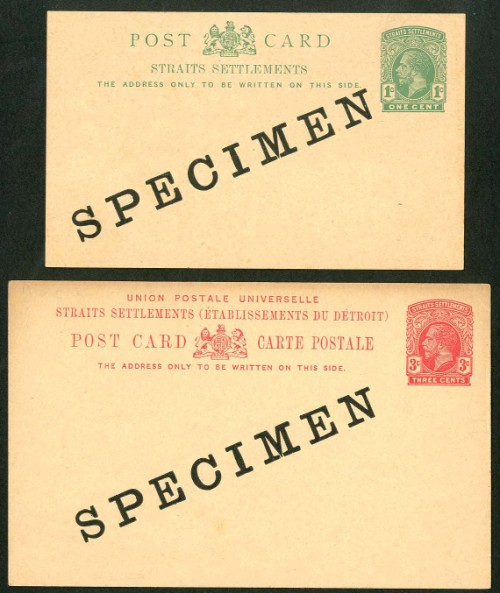 POST CARD
STRAITS SETTLEMENTS
THE ADDRESS ONLY TO BE WRITTEN ON THIS SIDE.
STRAITS SETTLEMENTS
1c 1c
ONE CENT
SPECIMEN
UNION POSTALE UNIVERSELLE
STRAITS SETTLEMENTS (ÉTABLISSEMENTS DU DETROIT)
POST CARD CARTE POSTALE
THE ADDRESS ONLY TO BE WRITTEN ON THIS SIDE.
STRAITS SETTLEMENTS
3c 3c
THREE CENTS
SPECIMEN